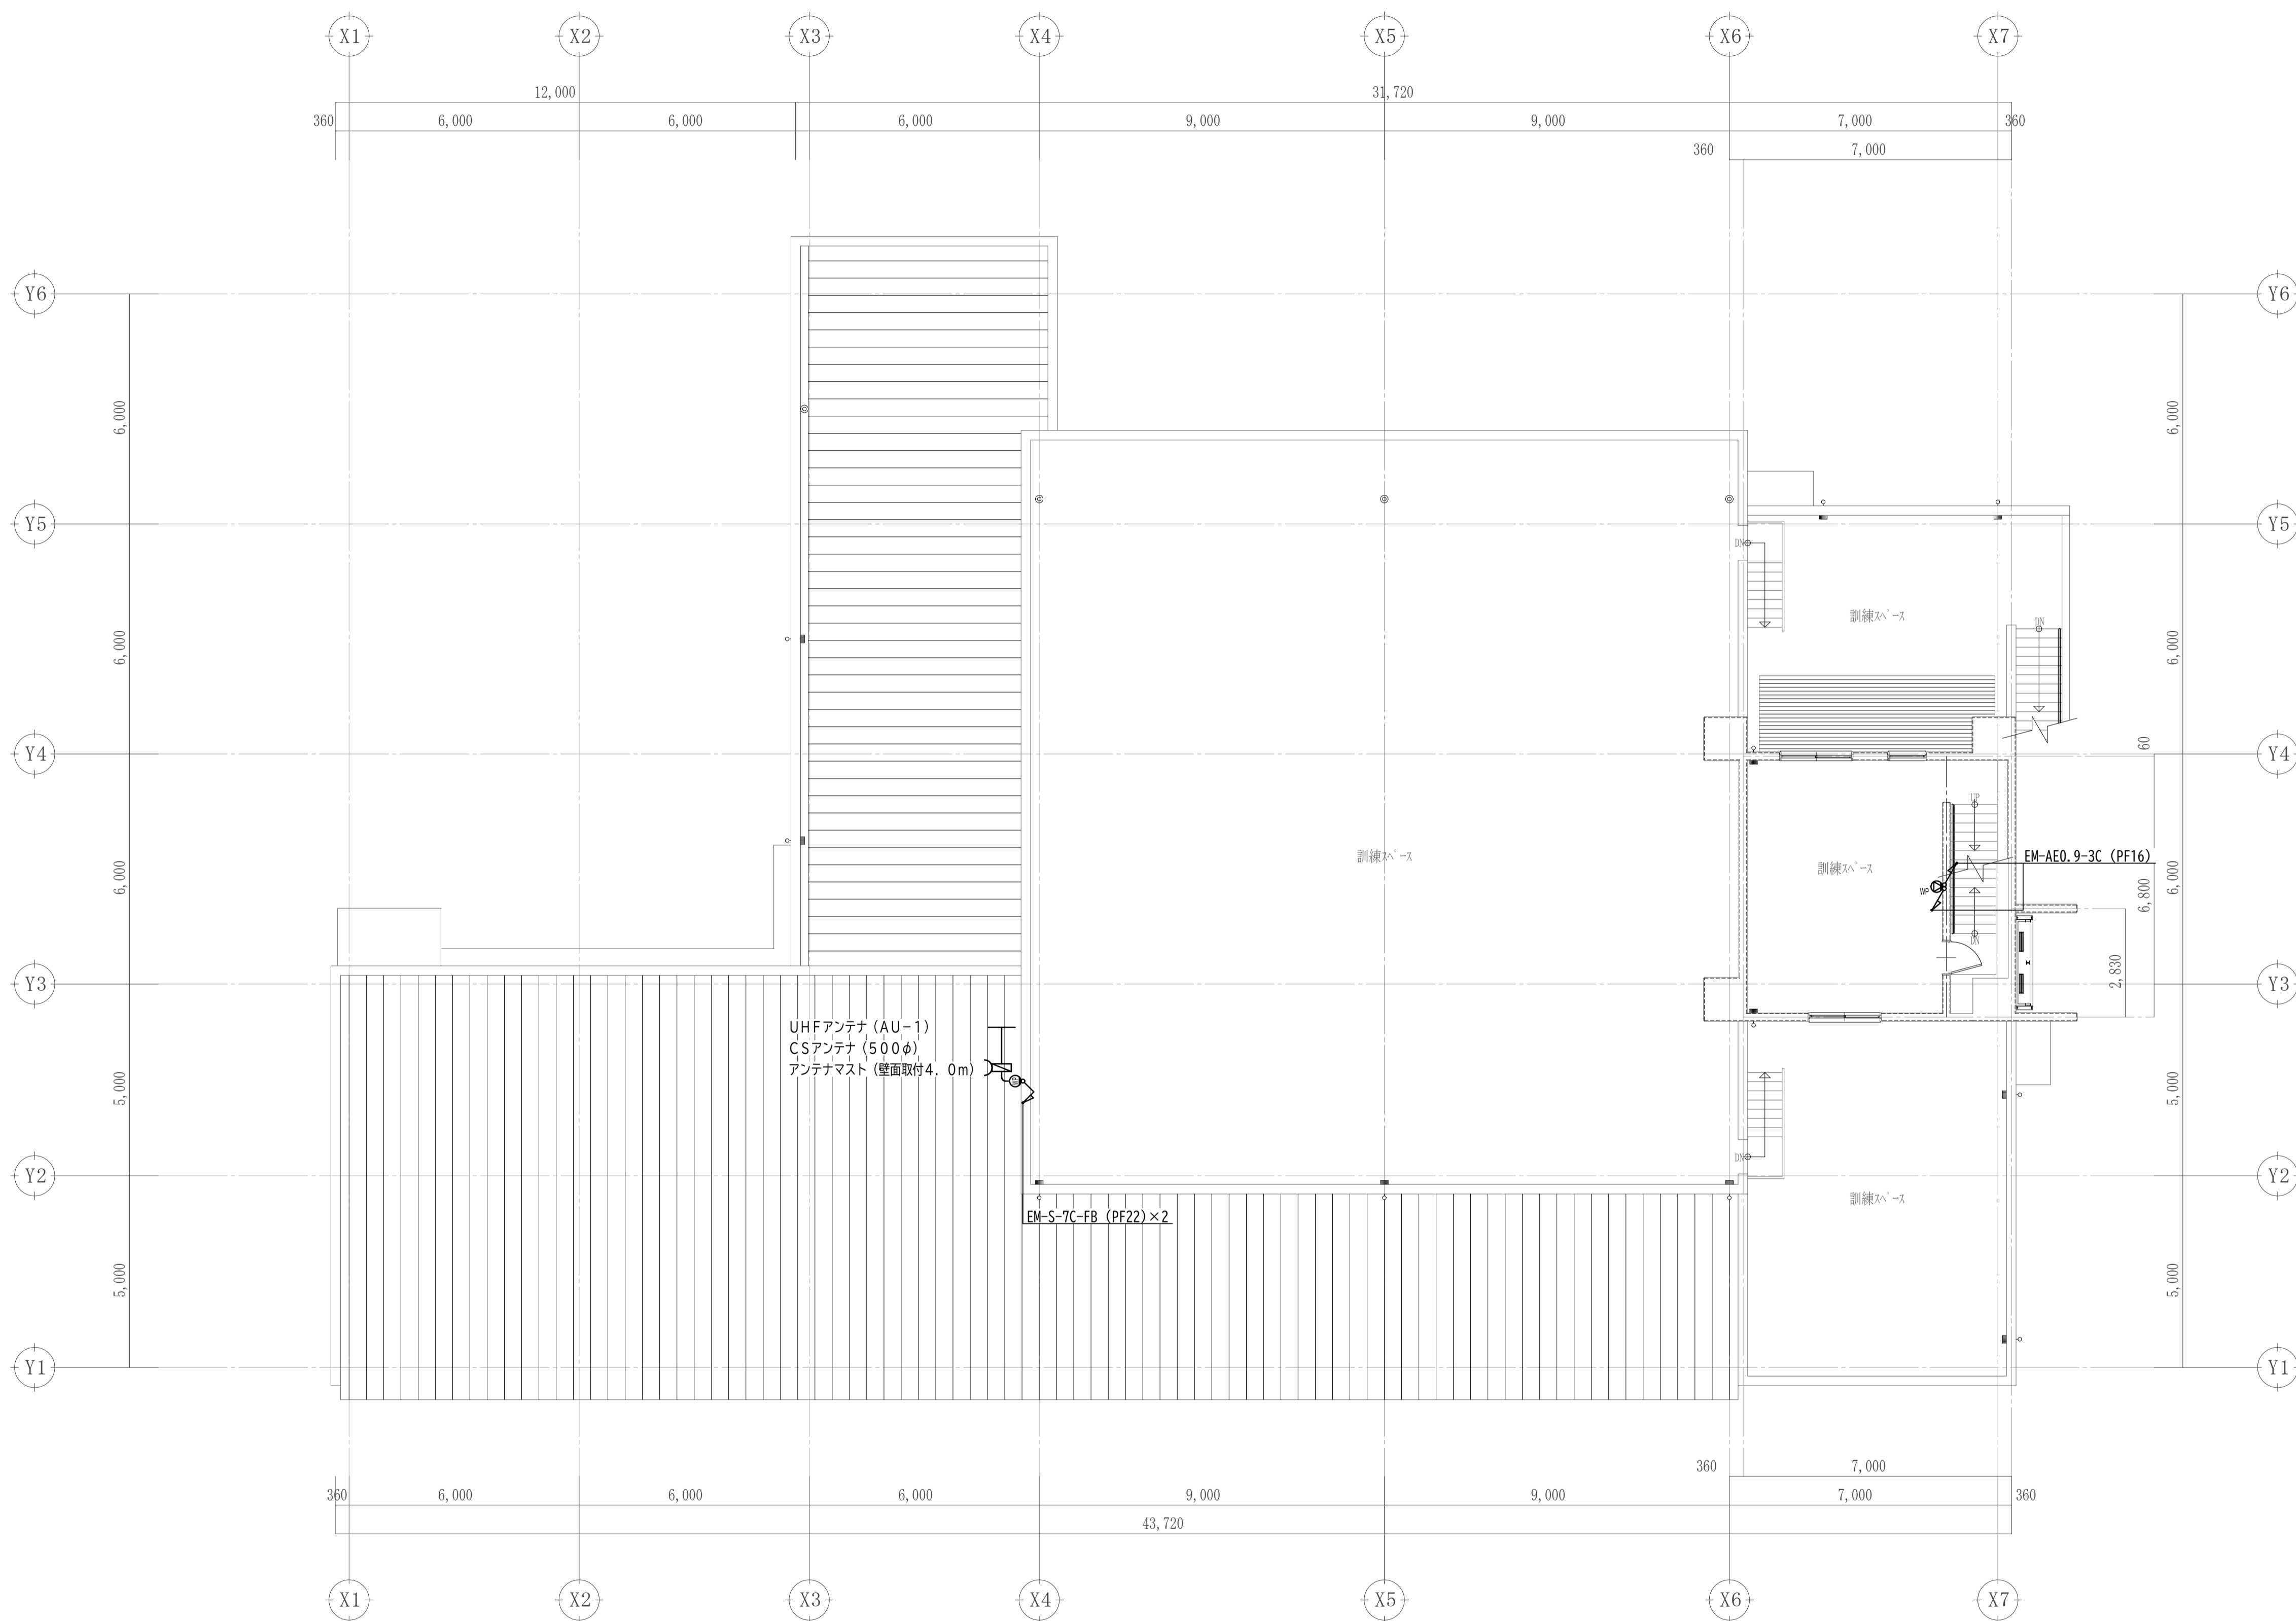 X1 X2 X3 X4 X5 X6 X7
12,000 31,720
360 6,000 6,000 6,000 9,000 9,000 7,000 360
360 7,000
Y6 Y6
6,000 6,000
Y5 Y5
DN
訓練スペース
6,000 6,000
DN
Y4 60 Y4
UP
訓練スペース
訓練スペース
EM-AE0.9-3C (PF16)
6,000 6,800 6,000
WP
DN
2,830
Y3 Y3
UHFアンテナ(AU-1)
CSアンテナ(500φ)
アンテナマスト(壁面取付4.0m)
5,000 5,000
DN
Y2 Y2
訓練スペース
EM-S-7C-FB (PF22)×2
5,000 5,000
Y1 Y1
360 7,000
360 6,000 6,000 6,000 9,000 9,000 7,000 360
43,720
X1 X2 X3 X4 X5 X6 X7